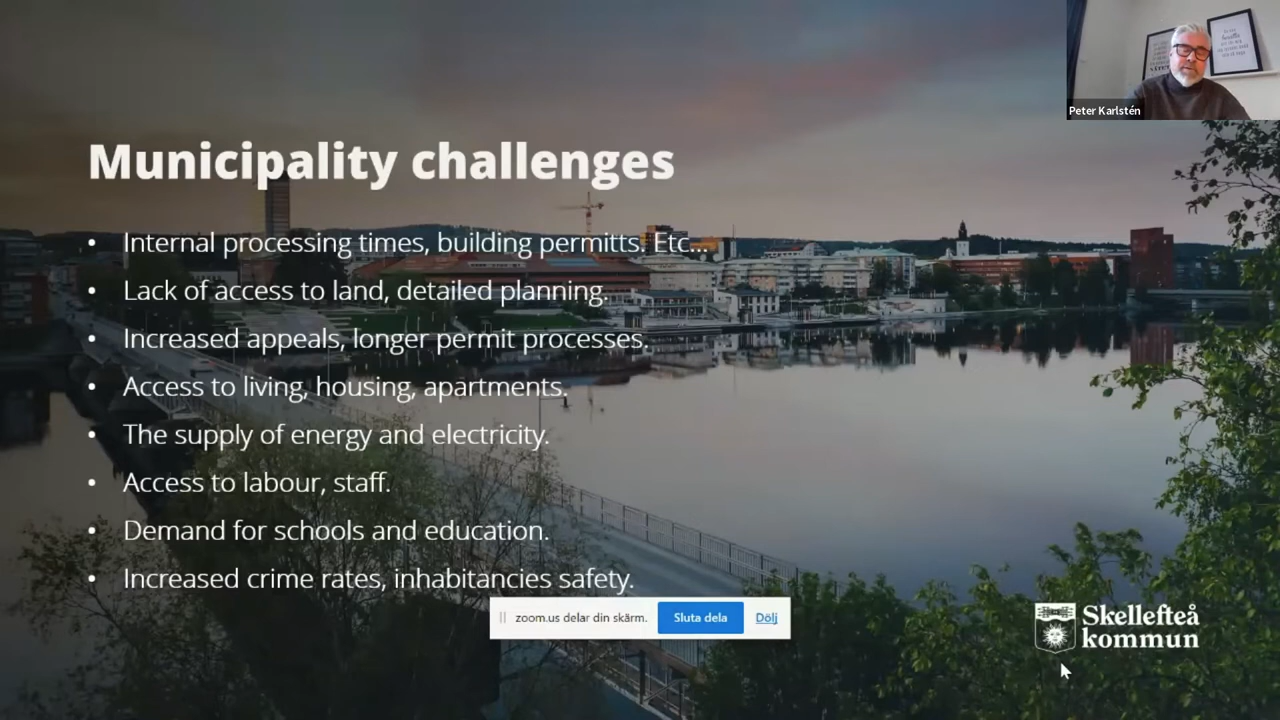 Peter Karlstén
Municipality challenges
• Internal processing times, building permitts. Etc...
• Lack of access to land, detailed planning.
• Increased appeals, longer permit processes.
• Access to living, housing, apartments.
• The supply of energy and electricity.
• Access to labour, staff.
• Demand for schools and education.
• Increased crime rates, inhabitancies safety.
zoom.us delar din skärm. Sluta dela Dölj
Skellefteå
kommun